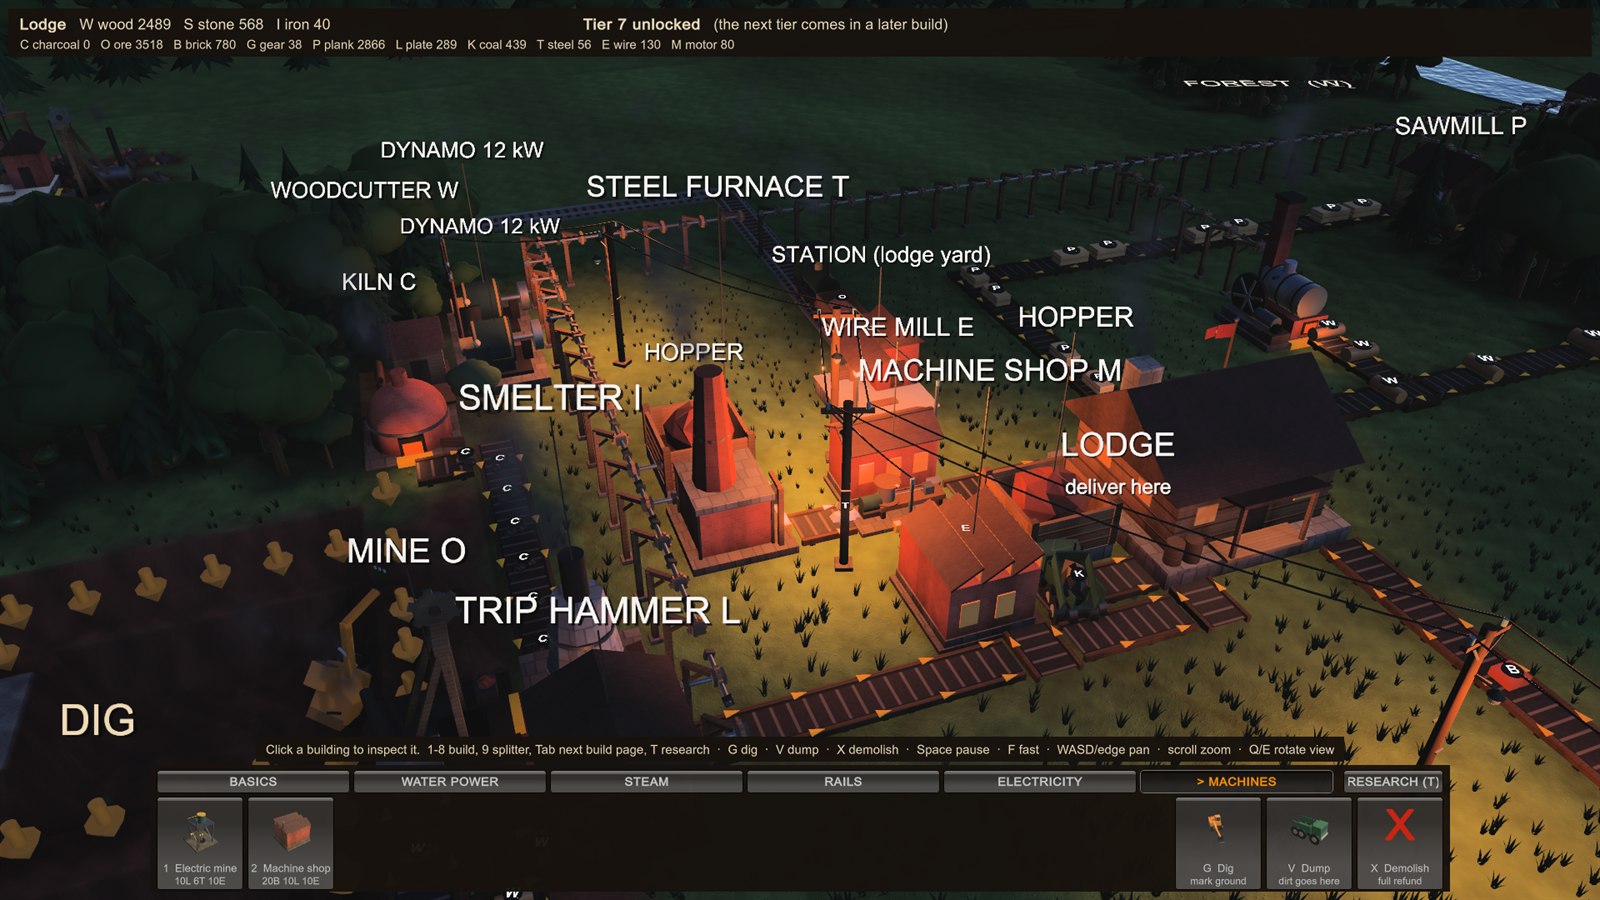 Lodge W wood 2489 S stone 568 I iron 40
Tier 7 unlocked (the next tier comes in a later build)
C charcoal 0 O ore 3518 B brick 780 G gear 38 P plank 2866 L plate 289 K coal 439 T steel 56 E wire 130 M motor 80
FOREST (W)
SAWMILL P
DYNAMO 12 kW
WOODCUTTER W
STEEL FURNACE T
DYNAMO 12 kW
STATION (lodge yard)
KILN C
WIRE MILL E
HOPPER
HOPPER
MACHINE SHOP M
SMELTER I
LODGE
deliver here
MINE O
TRIP HAMMER L
DIG
Click a building to inspect it. 1-8 build, 9 splitter, Tab next build page, T research · G dig · V dump · X demolish · Space pause · F fast · WASD/edge pan · scroll zoom · Q/E rotate view
BASICS
WATER POWER
STEAM
RAILS
ELECTRICITY
> MACHINES
RESEARCH (T)
1 Electric mine
10L 6T 10E
2 Machine shop
20B 10L 10E
G Dig
mark ground
V Dump
dirt goes here
X Demolish
full refund